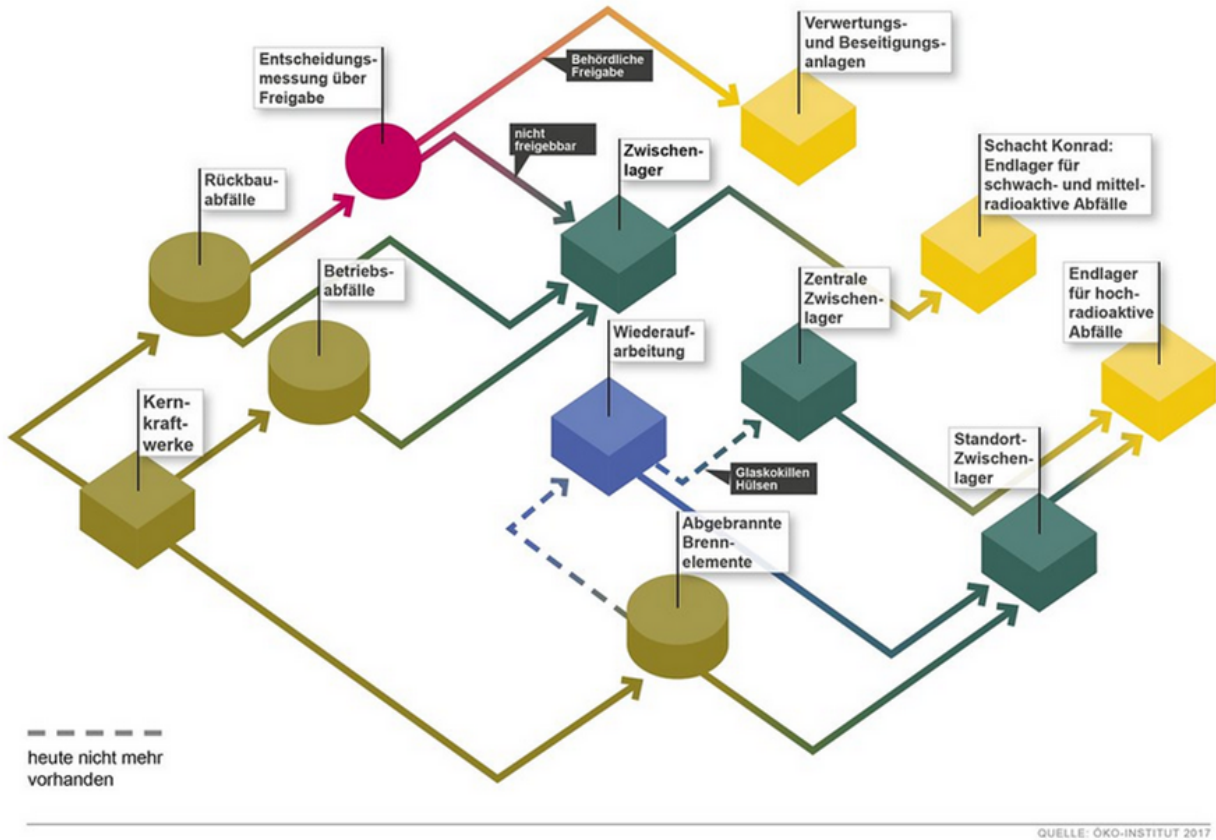 Verwertungs-
und Beseitigungs-
anlagen
Entscheidungs-
messung über
Freigabe
Behördliche
Freigabe
nicht
freigebbar
Zwischen-
lager
Schacht Konrad:
Endlager für
schwach- und mittel-
radioaktive Abfälle
Rückbau-
abfälle
Betriebs-
abfälle
Zentrale
Zwischen-
lager
Endlager
für hoch-
radioaktive
Abfälle
Wiederauf-
arbeitung
Kern-
kraft-
werke
Standort-
Zwischen-
lager
Glaskokillen
Hülsen
Abgebrannte
Brenn-
elemente
heute nicht mehr
vorhanden
QUELLE: ÖKO-INSTITUT 2017